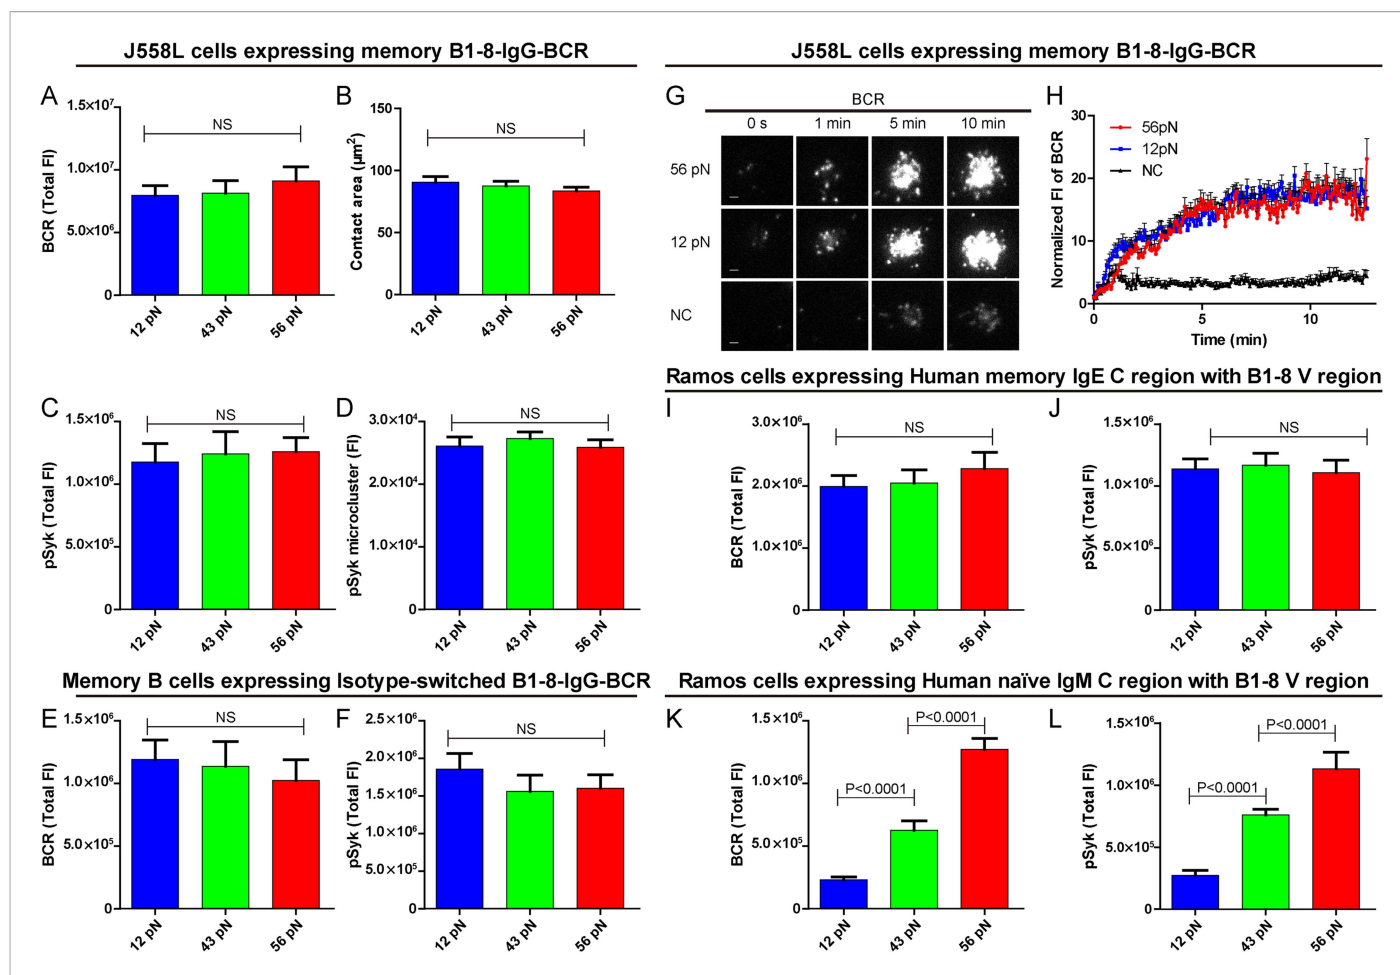 J558L cells expressing memory B1-8-IgG-BCR
A
BCR (Total FI)
1.5×10⁷
1.0×10⁷
5.0×10⁶
0
NS
12 pN
43 pN
56 pN
B
Contact area (µm²)
150
100
50
0
NS
12 pN
43 pN
56 pN
C
pSyk (Total FI)
1.5×10⁶
1.0×10⁶
5.0×10⁵
0
NS
12 pN
43 pN
56 pN
D
pSyk microcluster (FI)
3.0×10⁴
2.0×10⁴
1.0×10⁴
0
NS
12 pN
43 pN
56 pN
Memory B cells expressing Isotype-switched B1-8-IgG-BCR
E
BCR (Total FI)
1.5×10⁶
1.0×10⁶
5.0×10⁵
0
NS
12 pN
43 pN
56 pN
F
pSyk (Total FI)
2.5×10⁶
2.0×10⁶
1.5×10⁶
1.0×10⁶
5.0×10⁵
0
NS
12 pN
43 pN
56 pN
J558L cells expressing memory B1-8-IgG-BCR
G
BCR
0 s 1 min 5 min 10 min
56 pN
12 pN
NC
H
Normalized FI of BCR
30
20
10
0
56pN
12pN
NC
0 5 10
Time (min)
Ramos cells expressing Human memory IgE C region with B1-8 V region
I
BCR (Total FI)
3.0×10⁶
2.0×10⁶
1.0×10⁶
0
NS
12 pN
43 pN
56 pN
J
pSyk (Total FI)
1.5×10⁶
1.0×10⁶
5.0×10⁶
0
NS
12 pN
43 pN
56 pN
Ramos cells expressing Human naïve IgM C region with B1-8 V region
K
BCR (Total FI)
1.5×10⁶
1.0×10⁶
5.0×10⁵
0
P<0.0001
P<0.0001
12 pN
43 pN
56 pN
L
pSyk (Total FI)
1.5×10⁶
1.0×10⁶
5.0×10⁵
0
P<0.0001
P<0.0001
12 pN
43 pN
56 pN